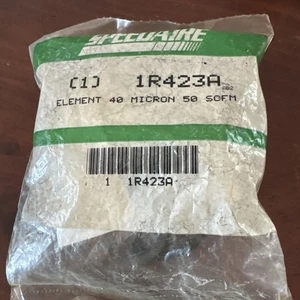 SPEEDAIRE
(1) 1R423A
ELEMENT 40 MICRON 50 SCFM
1 1R423A